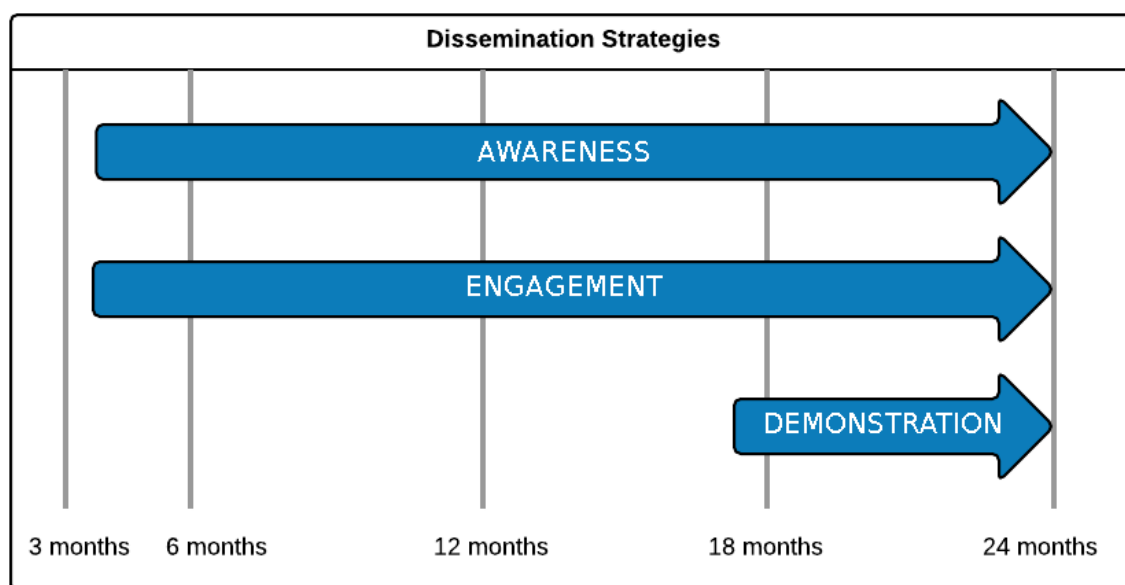 Dissemination Strategies
AWARENESS
ENGAGEMENT
DEMONSTRATION
3 months 6 months 12 months 18 months 24 months